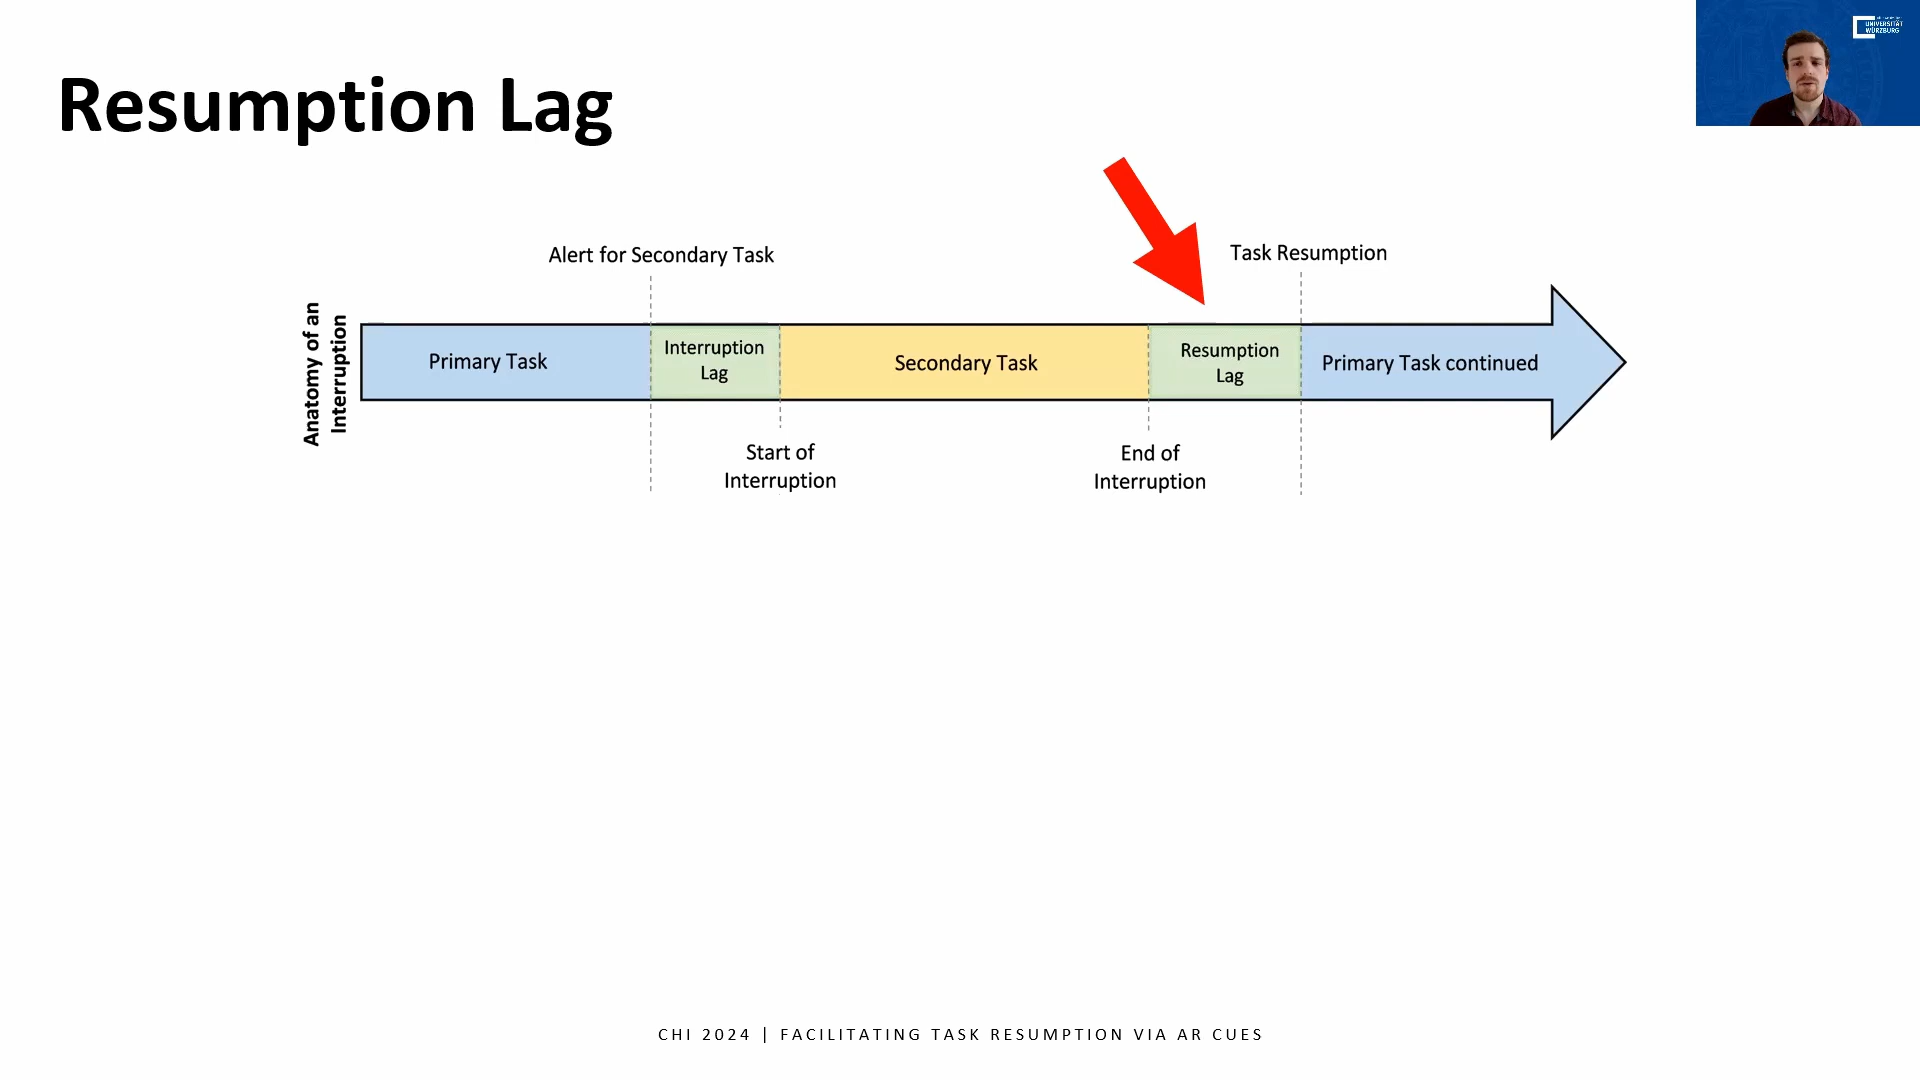 UNIVERSITÄT
WÜRZBURG
Resumption Lag
Alert for Secondary Task
Task Resumption
Anatomy of an
Interruption
Primary Task
Interruption
Lag
Secondary Task
Resumption
Lag
Primary Task continued
Start of
Interruption
End of
Interruption
CHI 2024 | FACILITATING TASK RESUMPTION VIA AR CUES